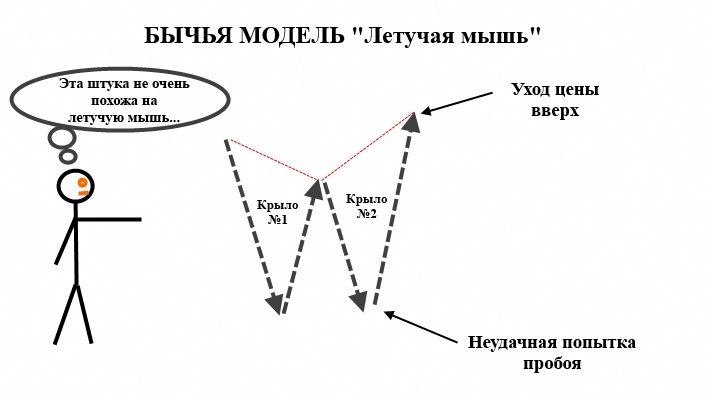 БЫЧЬЯ МОДЕЛЬ "Летучая мышь"
Эта штука не очень
похожа на
летучую мышь...
Уход цены
вверх
Крыло
№1
Крыло
№2
Неудачная попытка
пробоя